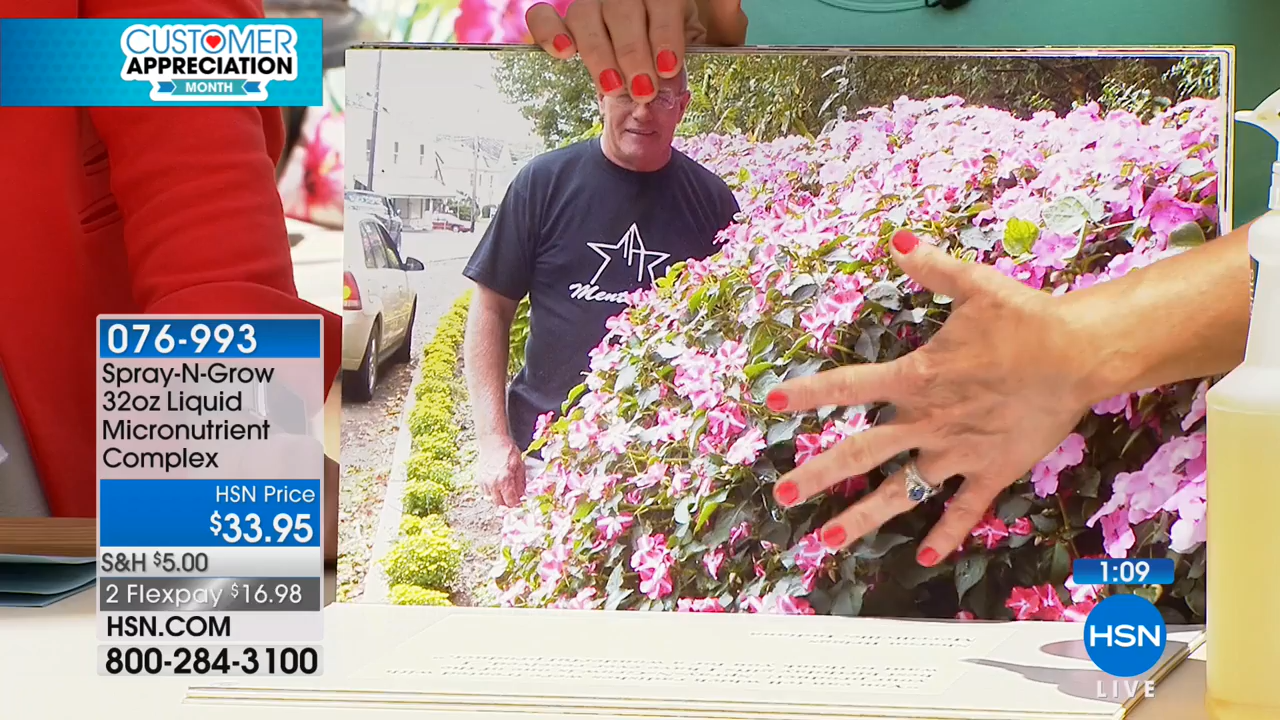 CUSTOMER
APPRECIATION
MONTH
076-993
Spray-N-Grow
32oz Liquid
Micronutrient
Complex
HSN Price
$33.95
S&H $5.00
2 Flexpay $16.98
HSN.COM
800-284-3100
1:09
HSN
LIVE